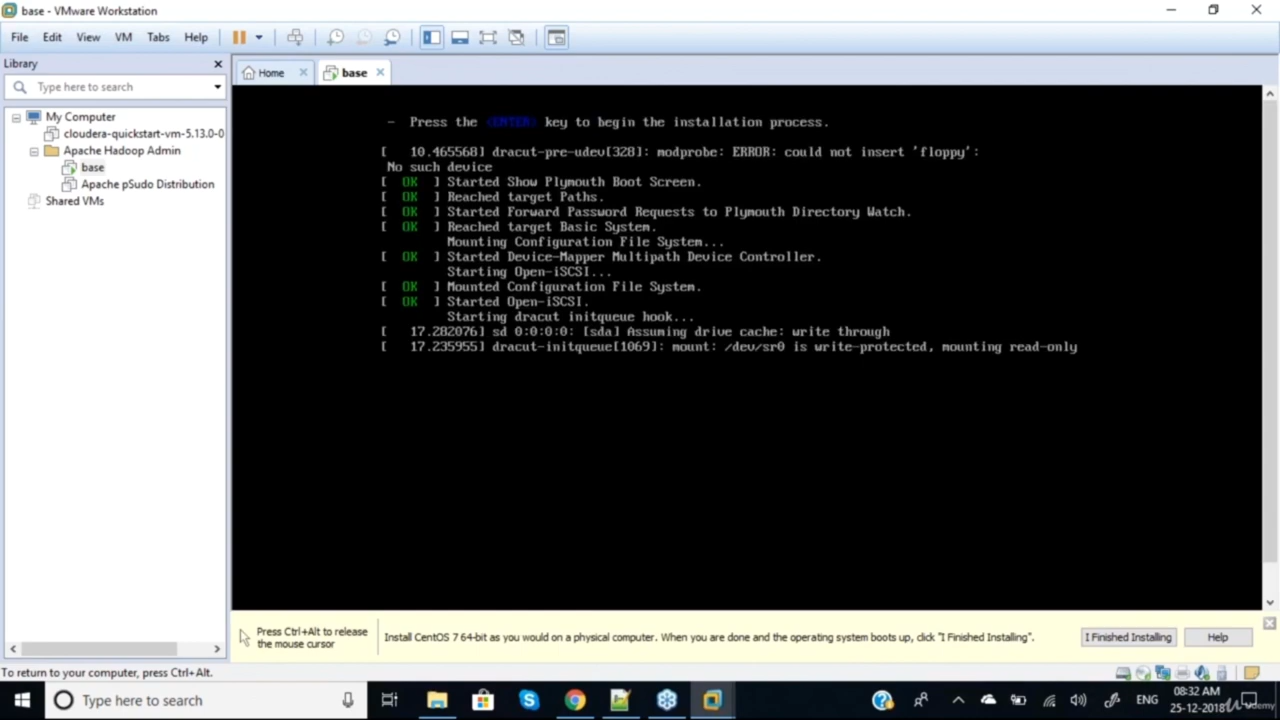 base - VMware Workstation
File Edit View VM Tabs Help
Library
Type here to search
My Computer
cloudera-quickstart-vm-5.13.0-0
Apache Hadoop Admin
base
Apache pSudo Distribution
Shared VMs
Home
base
- Press the <ENTER> key to begin the installation process.
[ 10.465568] dracut-pre-udev[328]: modprobe: ERROR: could not insert 'floppy':
No such device
[ OK ] Started Show Plymouth Boot Screen.
[ OK ] Reached target Paths.
[ OK ] Started Forward Password Requests to Plymouth Directory Watch.
[ OK ] Reached target Basic System.
Mounting Configuration File System...
[ OK ] Started Device-Mapper Multipath Device Controller.
Starting Open-iSCSI...
[ OK ] Mounted Configuration File System.
[ OK ] Started Open-iSCSI.
Starting dracut initqueue hook...
[ 17.282076] sd 0:0:0:0: [sda] Assuming drive cache: write through
[ 17.235955] dracut-initqueue[1069]: mount: /dev/sr0 is write-protected, mounting read-only
Press Ctrl+Alt to release
the mouse cursor
Install CentOS 7 64-bit as you would on a physical computer. When you are done and the operating system boots up, click "I Finished Installing".
I Finished Installing
Help
To return to your computer, press Ctrl+Alt.
Type here to search
ENG
08:32 AM
25-12-2018
Udemy